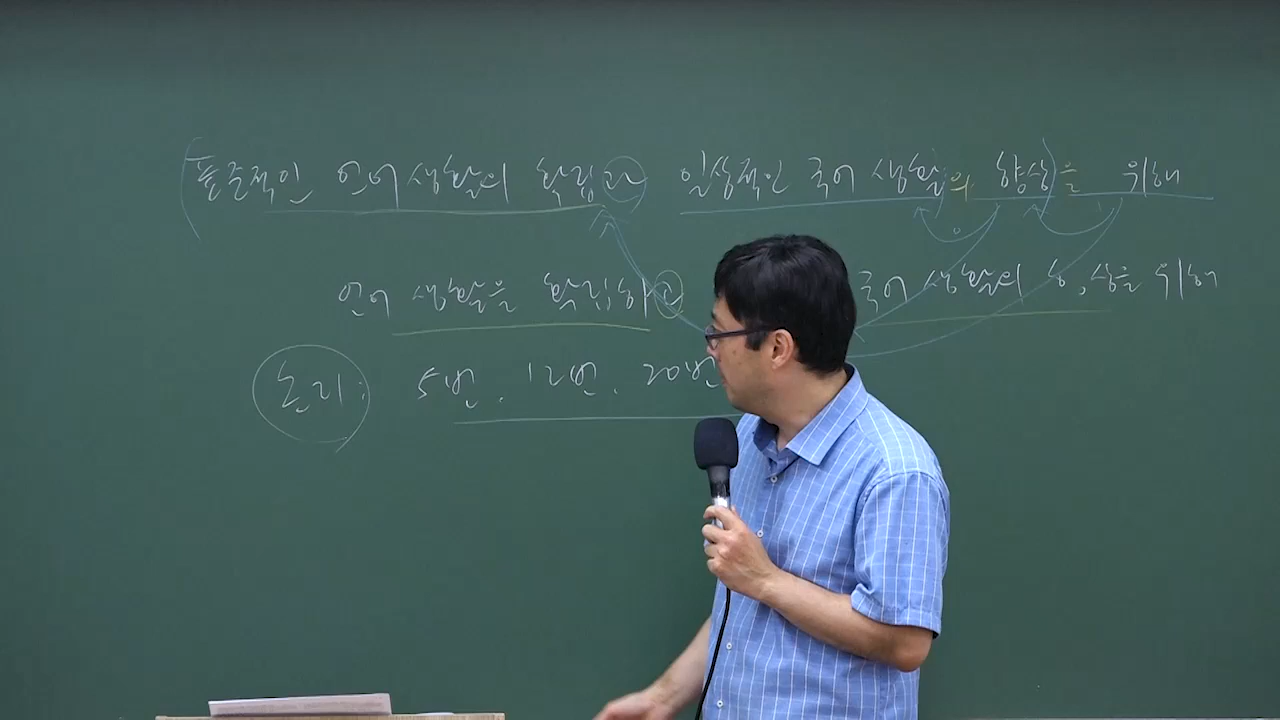 표준적인 언어생활의 확립과 일상적인 국어 생활의 향상을 위해
언어 생활을 확립하고 국어 생활의 향상을 위해
논리: 5번, 12번, 20번